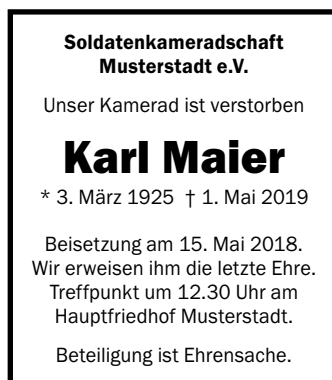 Soldatenkameradschaft
Musterstadt e.V.
Unser Kamerad ist verstorben
Karl Maier
* 3. März 1925 † 1. Mai 2019
Beisetzung am 15. Mai 2018.
Wir erweisen ihm die letzte Ehre.
Treffpunkt um 12.30 Uhr am
Hauptfriedhof Musterstadt.
Beteiligung ist Ehrensache.